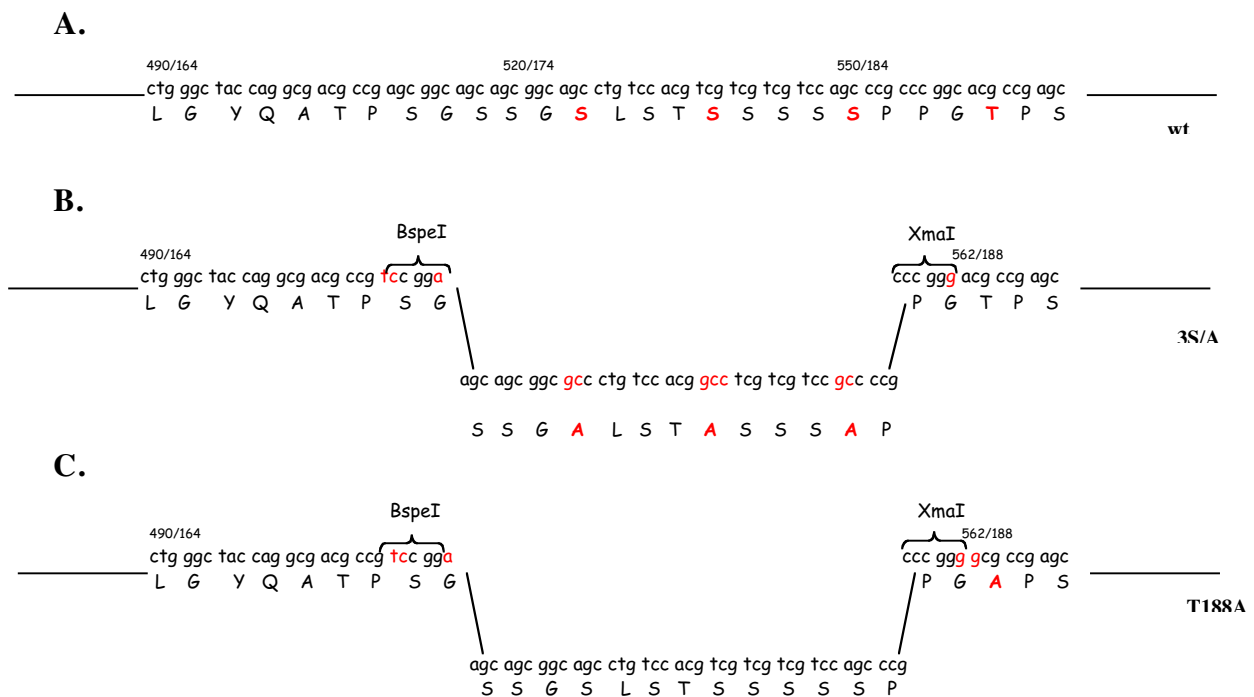 A.
490/164 520/174 550/184
ctg ggc tac cag gcg acg ccg agc ggc agc agc ggc agc ctg tcc acg tcg tcg tcg tcc agc ccg ccc ggc acg ccg agc
L G Y Q A T P S G S S G S L S T S S S S S P P G T P S
wt
B.
BspeI XmaI
490/164 562/188
ctg ggc tac cag gcg acg ccg tcc gga ccc ggg acg ccg agc
L G Y Q A T P S G P G T P S
3S/A
agc agc ggc gcc ctg tcc acg gcc tcg tcg tcc gcc ccg
S S G A L S T A S S S A P
C.
BspeI XmaI
490/164 562/188
ctg ggc tac cag gcg acg ccg tcc gga ccc ggg gcg ccg agc
L G Y Q A T P S G P G A P S
T188A
agc agc ggc agc ctg tcc acg tcg tcg tcg tcc agc ccg
S S G S L S T S S S S S P